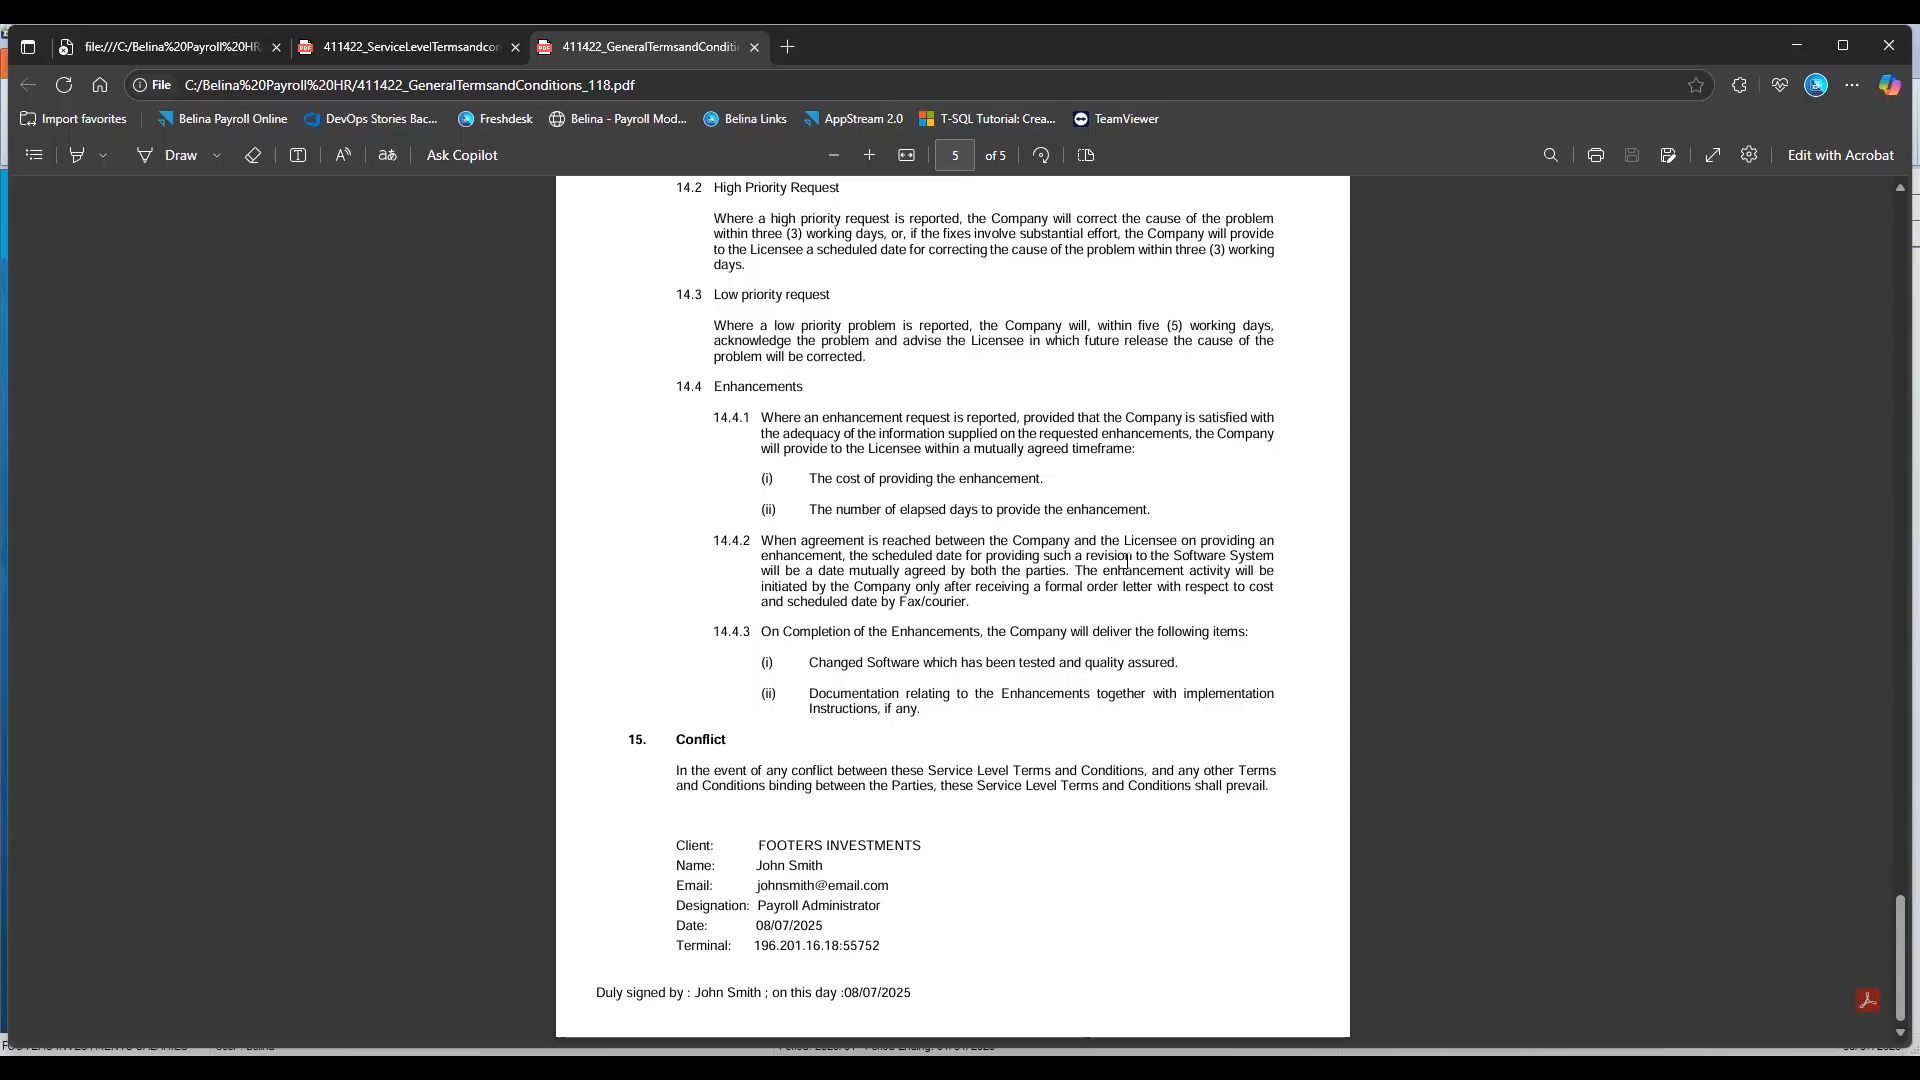 file:///C:/Belina%20Payroll%20HR
411422_ServiceLevelTermsandcon
411422_GeneralTermsandConditi
File C:/Belina%20Payroll%20HR/411422_GeneralTermsandConditions_118.pdf
Import favorites
Belina Payroll Online
DevOps Stories Bac...
Freshdesk
Belina - Payroll Mod...
Belina Links
AppStream 2.0
T-SQL Tutorial: Crea...
TeamViewer
Draw
Ask Copilot
5 of 5
Edit with Acrobat
14.2 High Priority Request
Where a high priority request is reported, the Company will correct the cause of the problem
within three (3) working days, or, if the fixes involve substantial effort, the Company will provide
to the Licensee a scheduled date for correcting the cause of the problem within three (3) working
days.
14.3 Low priority request
Where a low priority problem is reported, the Company will, within five (5) working days,
acknowledge the problem and advise the Licensee in which future release the cause of the
problem will be corrected.
14.4 Enhancements
14.4.1 Where an enhancement request is reported, provided that the Company is satisfied with
the adequacy of the information supplied on the requested enhancements, the Company
will provide to the Licensee within a mutually agreed timeframe:
(i) The cost of providing the enhancement.
(ii) The number of elapsed days to provide the enhancement.
14.4.2 When agreement is reached between the Company and the Licensee on providing an
enhancement, the scheduled date for providing such a revision to the Software System
will be a date mutually agreed by both the parties. The enhancement activity will be
initiated by the Company only after receiving a formal order letter with respect to cost
and scheduled date by Fax/courier.
14.4.3 On Completion of the Enhancements, the Company will deliver the following items:
(i) Changed Software which has been tested and quality assured.
(ii) Documentation relating to the Enhancements together with implementation
Instructions, if any.
15. Conflict
In the event of any conflict between these Service Level Terms and Conditions, and any other Terms
and Conditions binding between the Parties, these Service Level Terms and Conditions shall prevail.
Client: FOOTERS INVESTMENTS
Name: John Smith
Email: johnsmith@email.com
Designation: Payroll Administrator
Date: 08/07/2025
Terminal: 196.201.16.18:55752
Duly signed by : John Smith ; on this day :08/07/2025